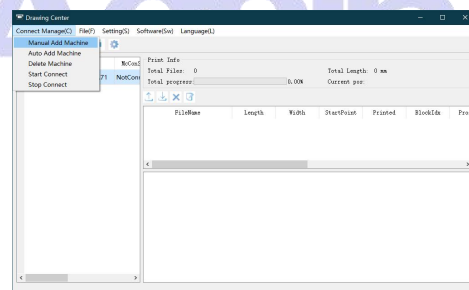 Drawing Center
Connect Manage(C) File(F) Setting(S) Software(Sw) Language(L)
Manual Add Machine
Auto Add Machine
Delete Machine
Start Connect
Stop Connect
McConS
71 NotConn
Print Info
Total Files: 0 Total Length: 0 mm
Total progress: 0.00% Current pos:
FileName Length Width StartPoint Printed BlockIdx Pro